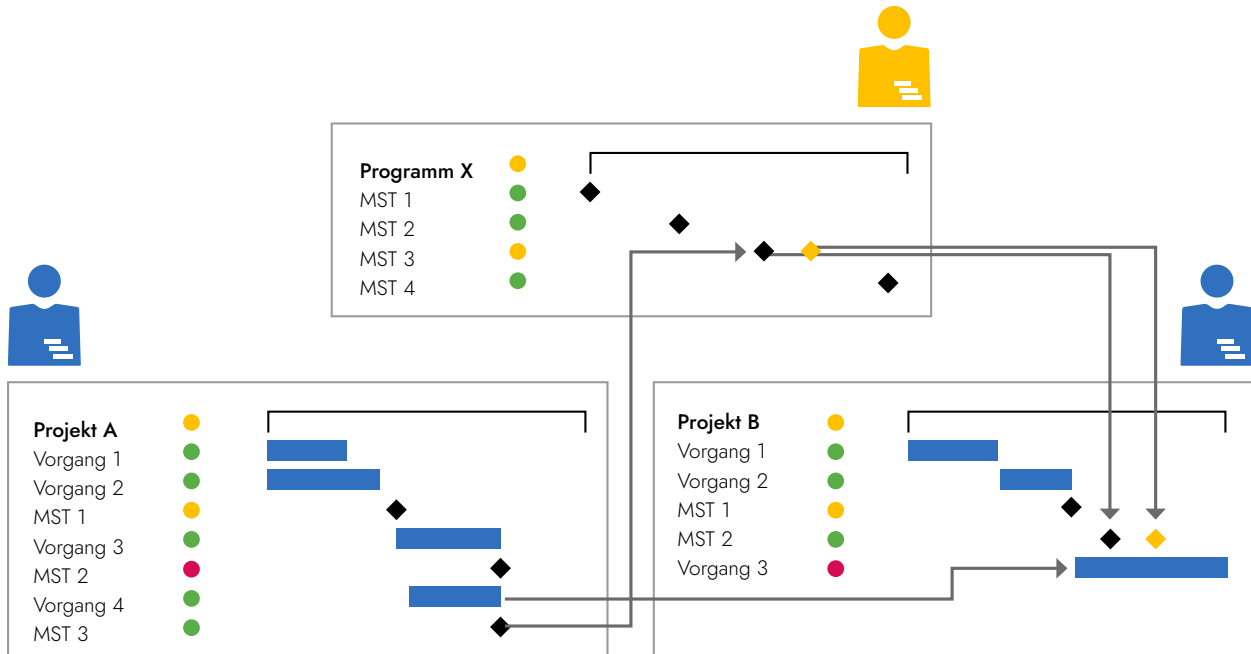 Programm X
MST 1
MST 2
MST 3
MST 4
Projekt A
Vorgang 1
Vorgang 2
MST 1
Vorgang 3
MST 2
Vorgang 4
MST 3
Projekt B
Vorgang 1
Vorgang 2
MST 1
MST 2
Vorgang 3